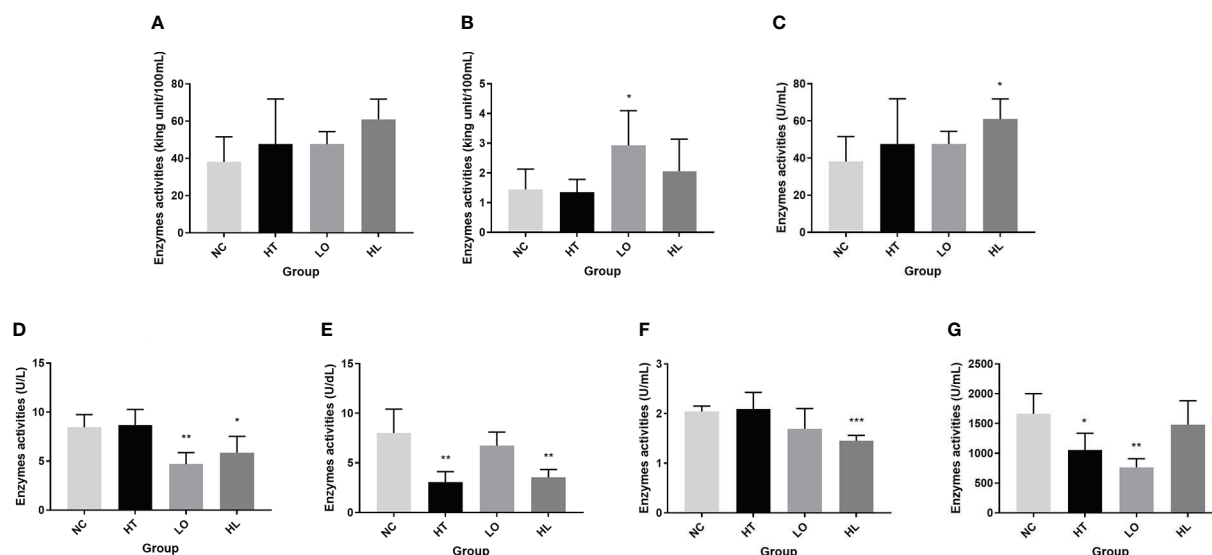 A
Enzymes activities (king unit/100mL)
80
60
40
20
0
NC
HT
LO
HL
Group
B
Enzymes activities (king unit/100mL)
5
4
3
2
1
0
*
NC
HT
LO
HL
Group
C
Enzymes activities (U/mL)
80
60
40
20
0
*
NC
HT
LO
HL
Group
D
Enzymes activities (U/L)
15
10
5
0
**
*
NC
HT
LO
HL
Group
E
Enzymes activities (U/dL)
15
10
5
0
**
**
NC
HT
LO
HL
Group
F
Enzymes activities (U/mL)
3
2
1
0
***
NC
HT
LO
HL
Group
G
Enzymes activities (U/mL)
2500
2000
1500
1000
500
0
*
**
NC
HT
LO
HL
Group